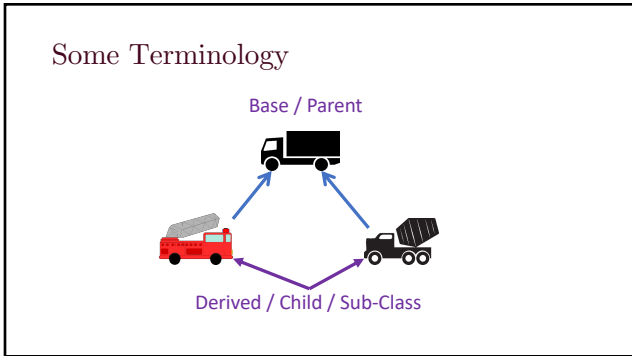 Some Terminology
Base / Parent
Derived / Child / Sub-Class